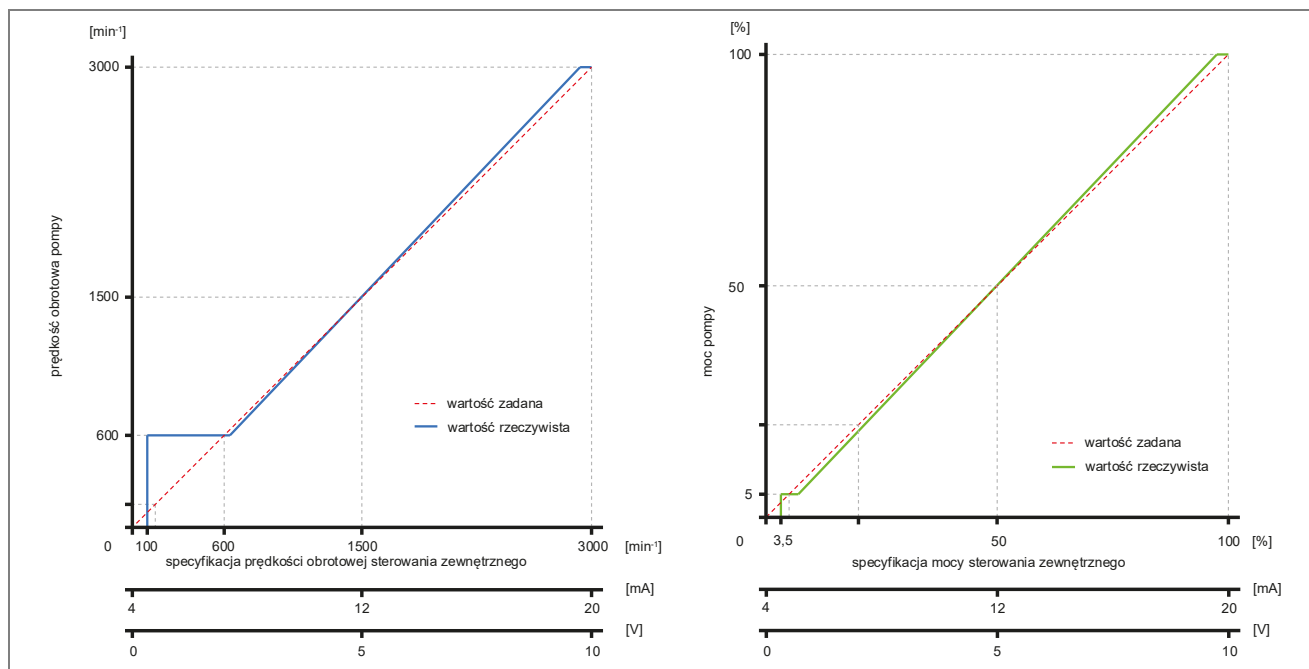 [min⁻¹]
3000
1500
600
prędkość obrotowa pompy
wartość zadana
wartość rzeczywista
0 100 600 1500 3000 [min⁻¹]
specyfikacja prędkości obrotowej sterowania zewnętrznego
[mA]
4 12 20
[V]
0 5 10
[%]
100
50
5
moc pompy
wartość zadana
wartość rzeczywista
0 3,5 50 100 [%]
specyfikacja mocy sterowania zewnętrznego
[mA]
4 12 20
[V]
0 5 10